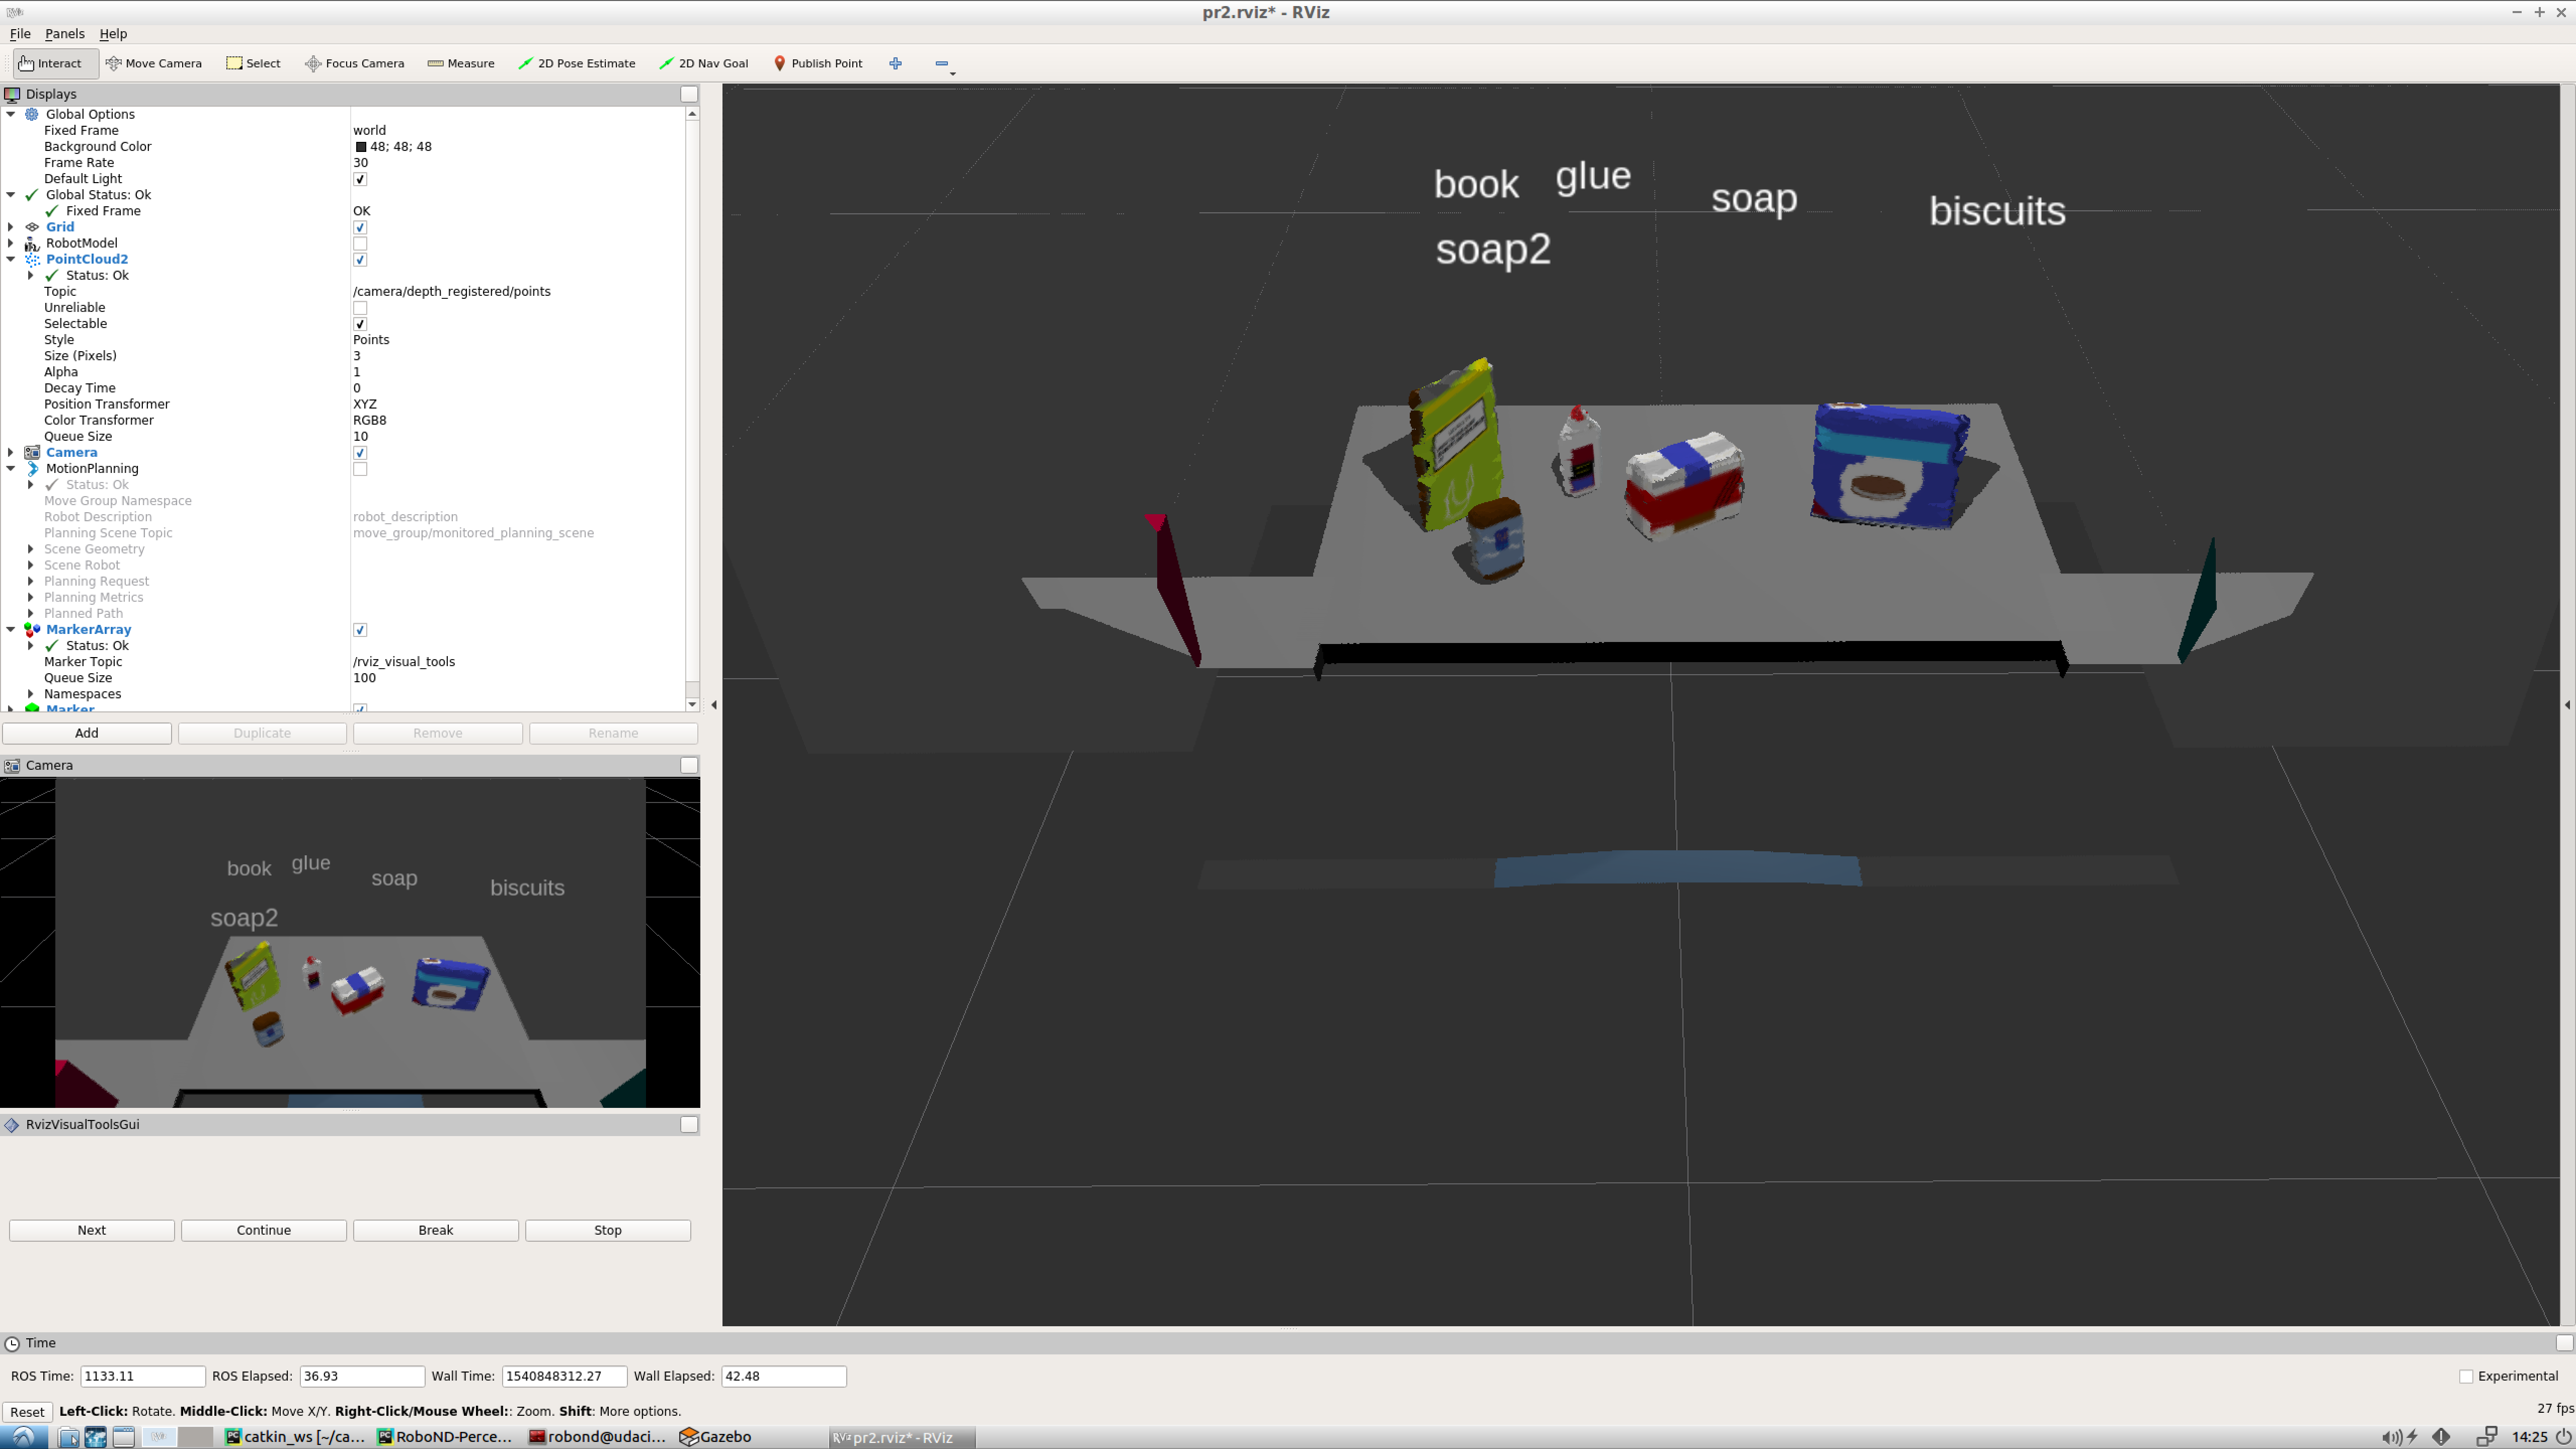 pr2.rviz* - RViz
File Panels Help
Interact Move Camera Select Focus Camera Measure 2D Pose Estimate 2D Nav Goal Publish Point
Displays
Global Options
Fixed Frame world
Background Color 48; 48; 48
Frame Rate 30
Default Light
Global Status: Ok
Fixed Frame OK
Grid
RobotModel
PointCloud2
Status: Ok
Topic /camera/depth_registered/points
Unreliable
Selectable
Style Points
Size (Pixels) 3
Alpha 1
Decay Time 0
Position Transformer XYZ
Color Transformer RGB8
Queue Size 10
Camera
MotionPlanning
Status: Ok
Move Group Namespace
Robot Description robot_description
Planning Scene Topic move_group/monitored_planning_scene
Scene Geometry
Scene Robot
Planning Request
Planning Metrics
Planned Path
MarkerArray
Status: Ok
Marker Topic /rviz_visual_tools
Queue Size 100
Namespaces
Marker
Add Duplicate Remove Rename
Camera
book glue soap biscuits
soap2
RvizVisualToolsGui
Next Continue Break Stop
book glue soap biscuits
soap2
Time
ROS Time: 1133.11 ROS Elapsed: 36.93 Wall Time: 1540848312.27 Wall Elapsed: 42.48 Experimental
Reset Left-Click: Rotate. Middle-Click: Move X/Y. Right-Click/Mouse Wheel:: Zoom. Shift: More options. 27 fps
catkin_ws [~/ca... RoboND-Perce... robond@udaci... Gazebo pr2.rviz* - RViz 14:25